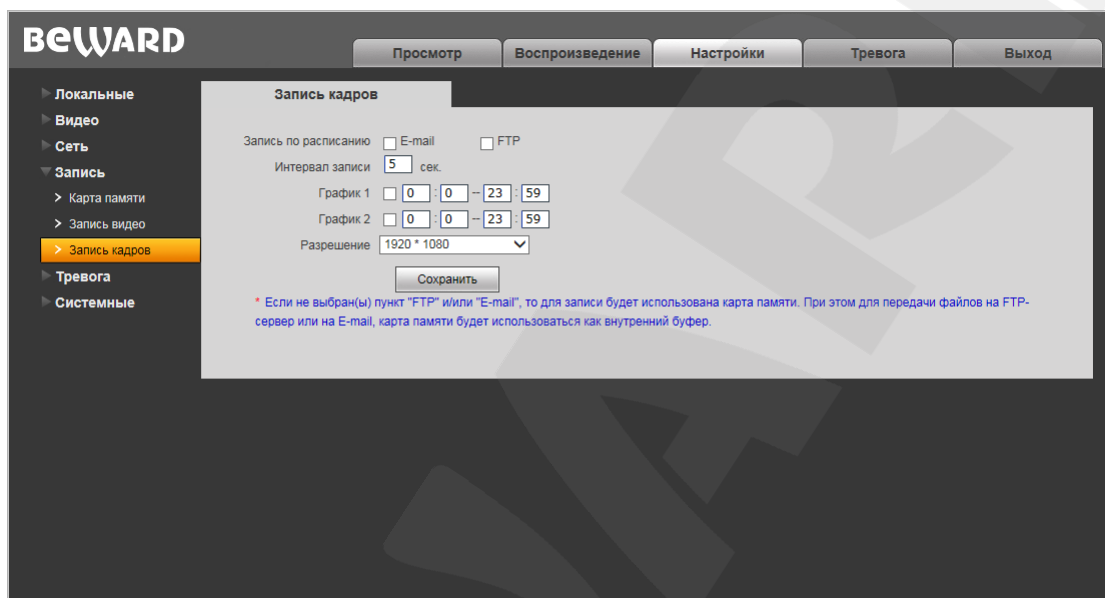 BEWARD
Просмотр Воспроизведение Настройки Тревога Выход
Локальные
Видео
Сеть
Запись
> Карта памяти
> Запись видео
> Запись кадров
Тревога
Системные
Запись кадров
Запись по расписанию E-mail FTP
Интервал записи 5 сек.
График 1 0 : 0 -- 23 : 59
График 2 0 : 0 -- 23 : 59
Разрешение 1920 * 1080
Сохранить
* Если не выбран(ы) пункт "FTP" и/или "E-mail", то для записи будет использована карта памяти. При этом для передачи файлов на FTP-
сервер или на E-mail, карта памяти будет использоваться как внутренний буфер.